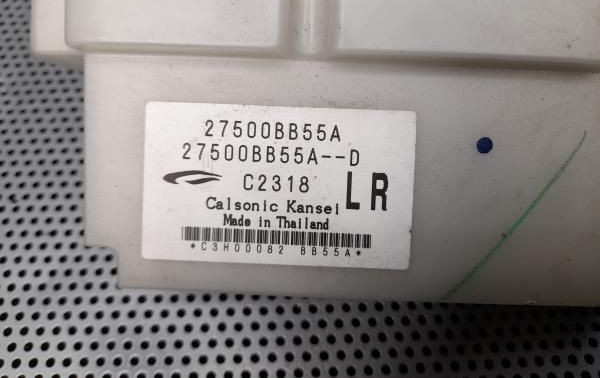 27500BB55A
27500BB55A--D
C2318 LR
Calsonic Kansei
Made in Thailand
*C3H00082 BB55A*